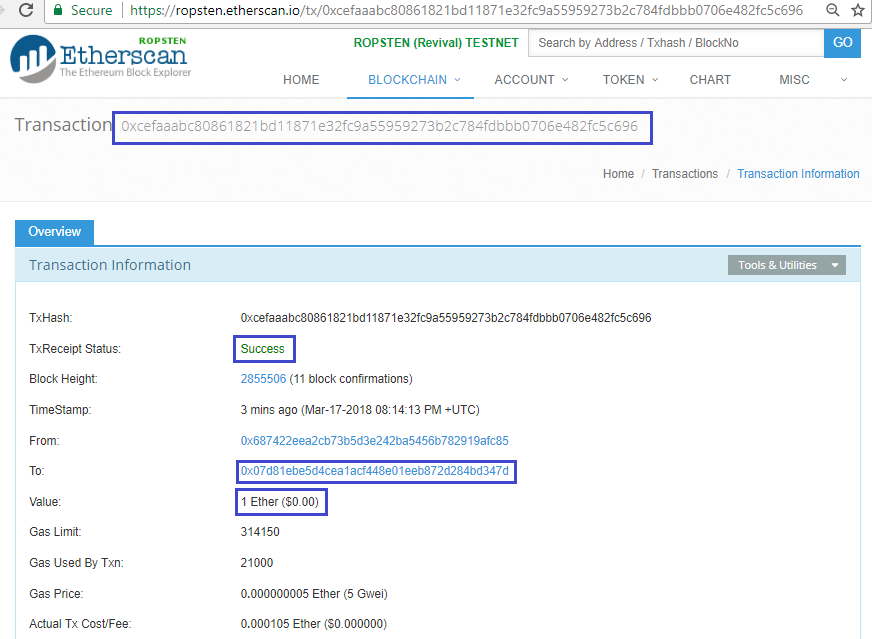 Secure https://ropsten.etherscan.io/tx/0xcefaaabc80861821bd11871e32fc9a55959273b2c784fdbbb0706e482fc5c696
ROPSTEN
Etherscan
The Ethereum Block Explorer
ROPSTEN (Revival) TESTNET Search by Address / Txhash / BlockNo GO
HOME BLOCKCHAIN ACCOUNT TOKEN CHART MISC
Transaction 0xcefaaabc80861821bd11871e32fc9a55959273b2c784fdbbb0706e482fc5c696
Home / Transactions / Transaction Information
Overview
Transaction Information Tools & Utilities
TxHash: 0xcefaaabc80861821bd11871e32fc9a55959273b2c784fdbbb0706e482fc5c696
TxReceipt Status: Success
Block Height: 2855506 (11 block confirmations)
TimeStamp: 3 mins ago (Mar-17-2018 08:14:13 PM +UTC)
From: 0x687422eea2cb73b5d3e242ba5456b782919afc85
To: 0x07d81ebe5d4cea1acf448e01eeb872d284bd347d
Value: 1 Ether ($0.00)
Gas Limit: 314150
Gas Used By Txn: 21000
Gas Price: 0.000000005 Ether (5 Gwei)
Actual Tx Cost/Fee: 0.000105 Ether ($0.000000)